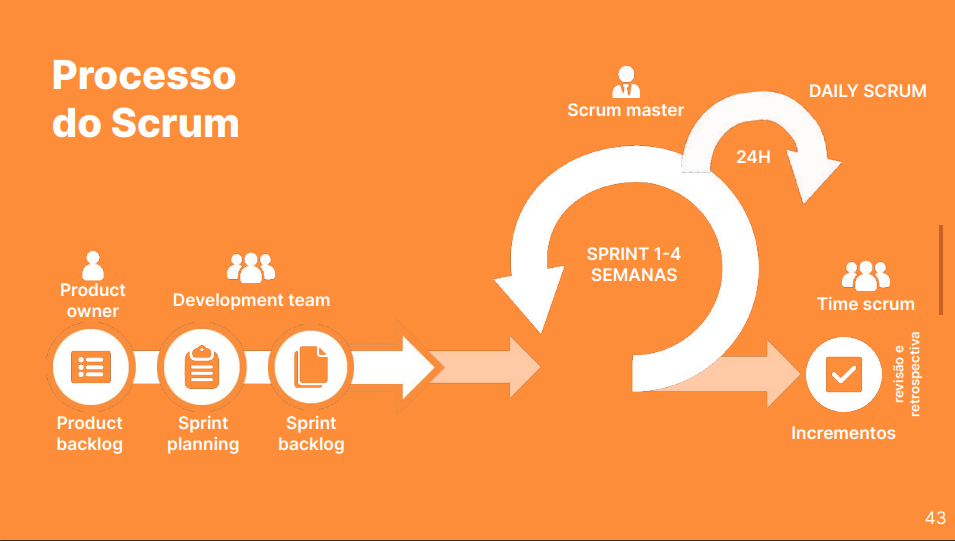 Processo
do Scrum
Scrum master
DAILY SCRUM
24H
SPRINT 1-4
SEMANAS
Product
owner
Development team
Time scrum
Product
backlog
Sprint
planning
Sprint
backlog
Incrementos
revisão e
retrospectiva
43